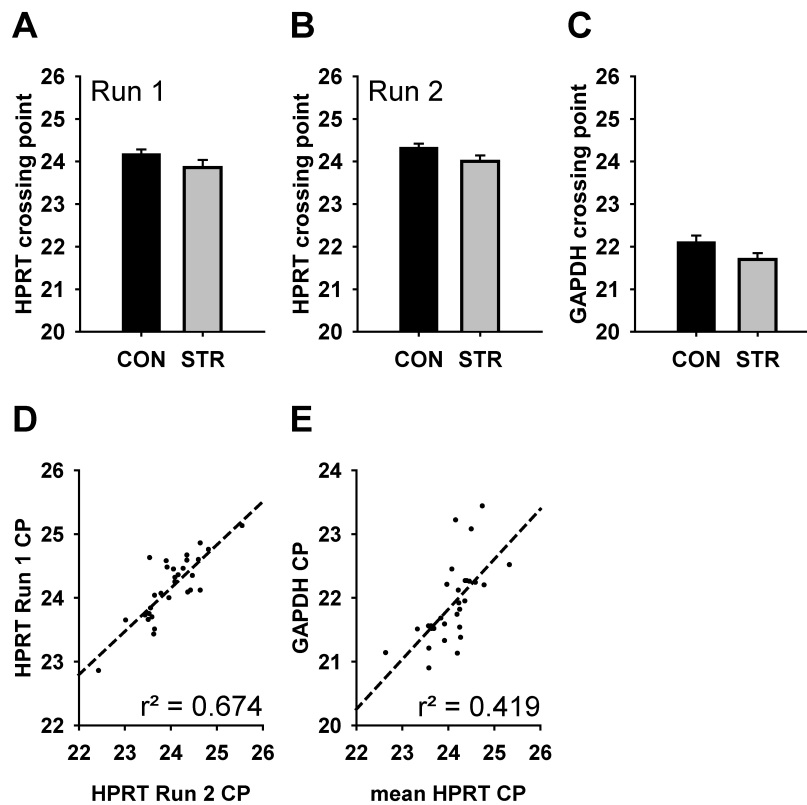 A
HPRT crossing point
26
25
24
23
22
21
20
Run 1
CON STR
B
HPRT crossing point
26
25
24
23
22
21
20
Run 2
CON STR
C
GAPDH crossing point
26
25
24
23
22
21
20
CON STR
D
HPRT Run 1 CP
26
25
24
23
22
r² = 0.674
22 23 24 25 26
HPRT Run 2 CP
E
GAPDH CP
24
23
22
21
20
r² = 0.419
22 23 24 25 26
mean HPRT CP